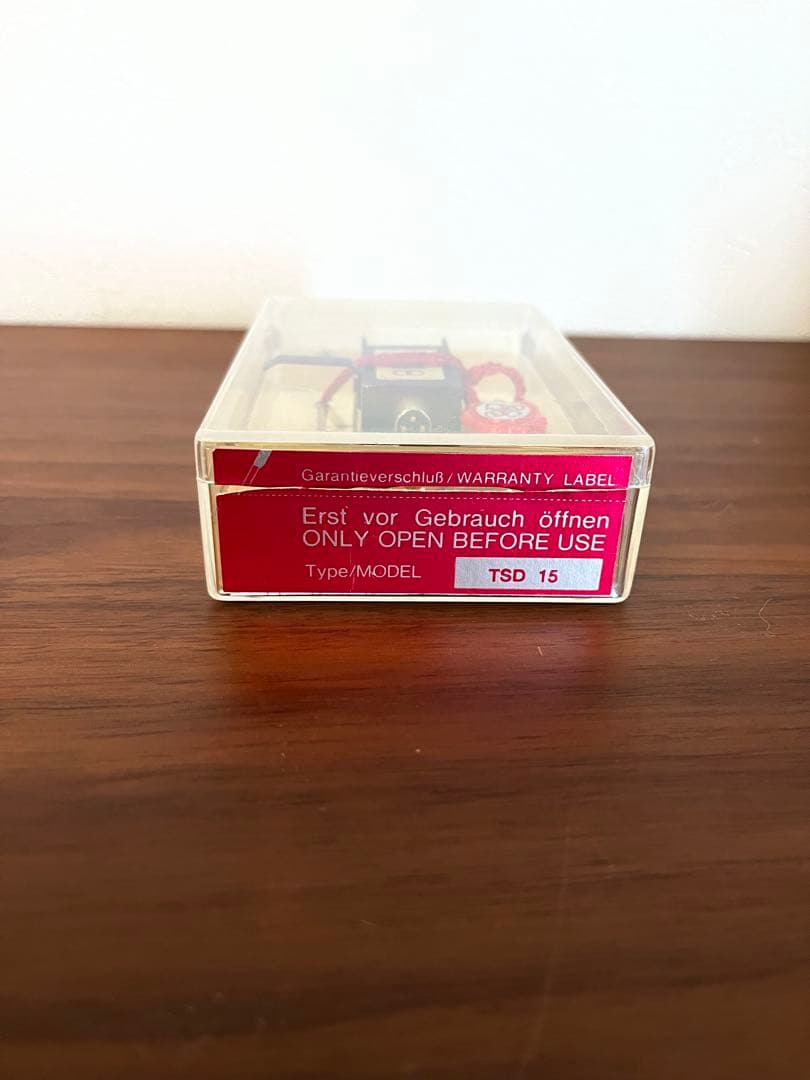 Garantieverschluß/WARRANTY LABEL
Erst vor Gebrauch öffnen
ONLY OPEN BEFORE USE
Type/MODEL TSD 15